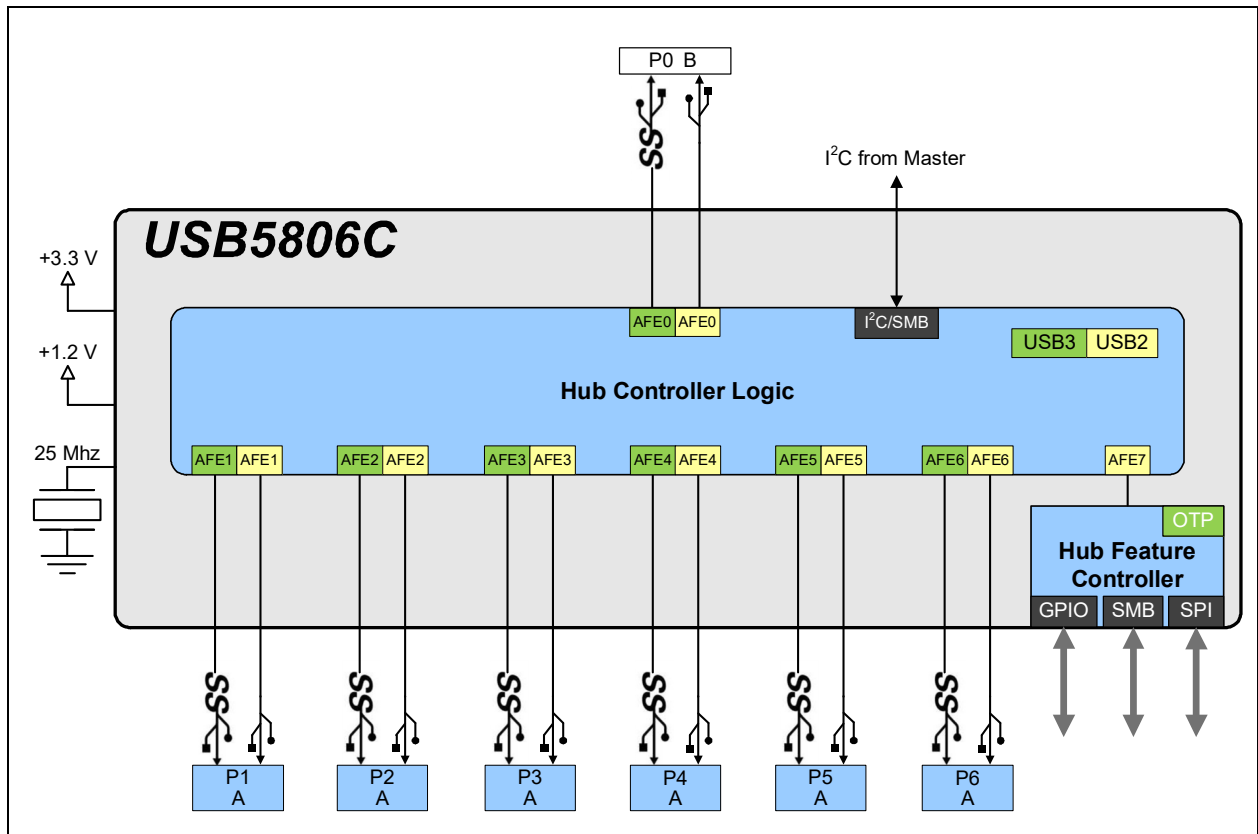 P0 B
SS
I²C from Master
USB5806C
+3.3 V
AFE0 AFE0
I²C/SMB
USB3 USB2
+1.2 V
Hub Controller Logic
25 Mhz
AFE1 AFE1
AFE2 AFE2
AFE3 AFE3
AFE4 AFE4
AFE5 AFE5
AFE6 AFE6
AFE7
OTP
Hub Feature
Controller
GPIO SMB SPI
SS
SS
SS
SS
SS
SS
P1
A
P2
A
P3
A
P4
A
P5
A
P6
A